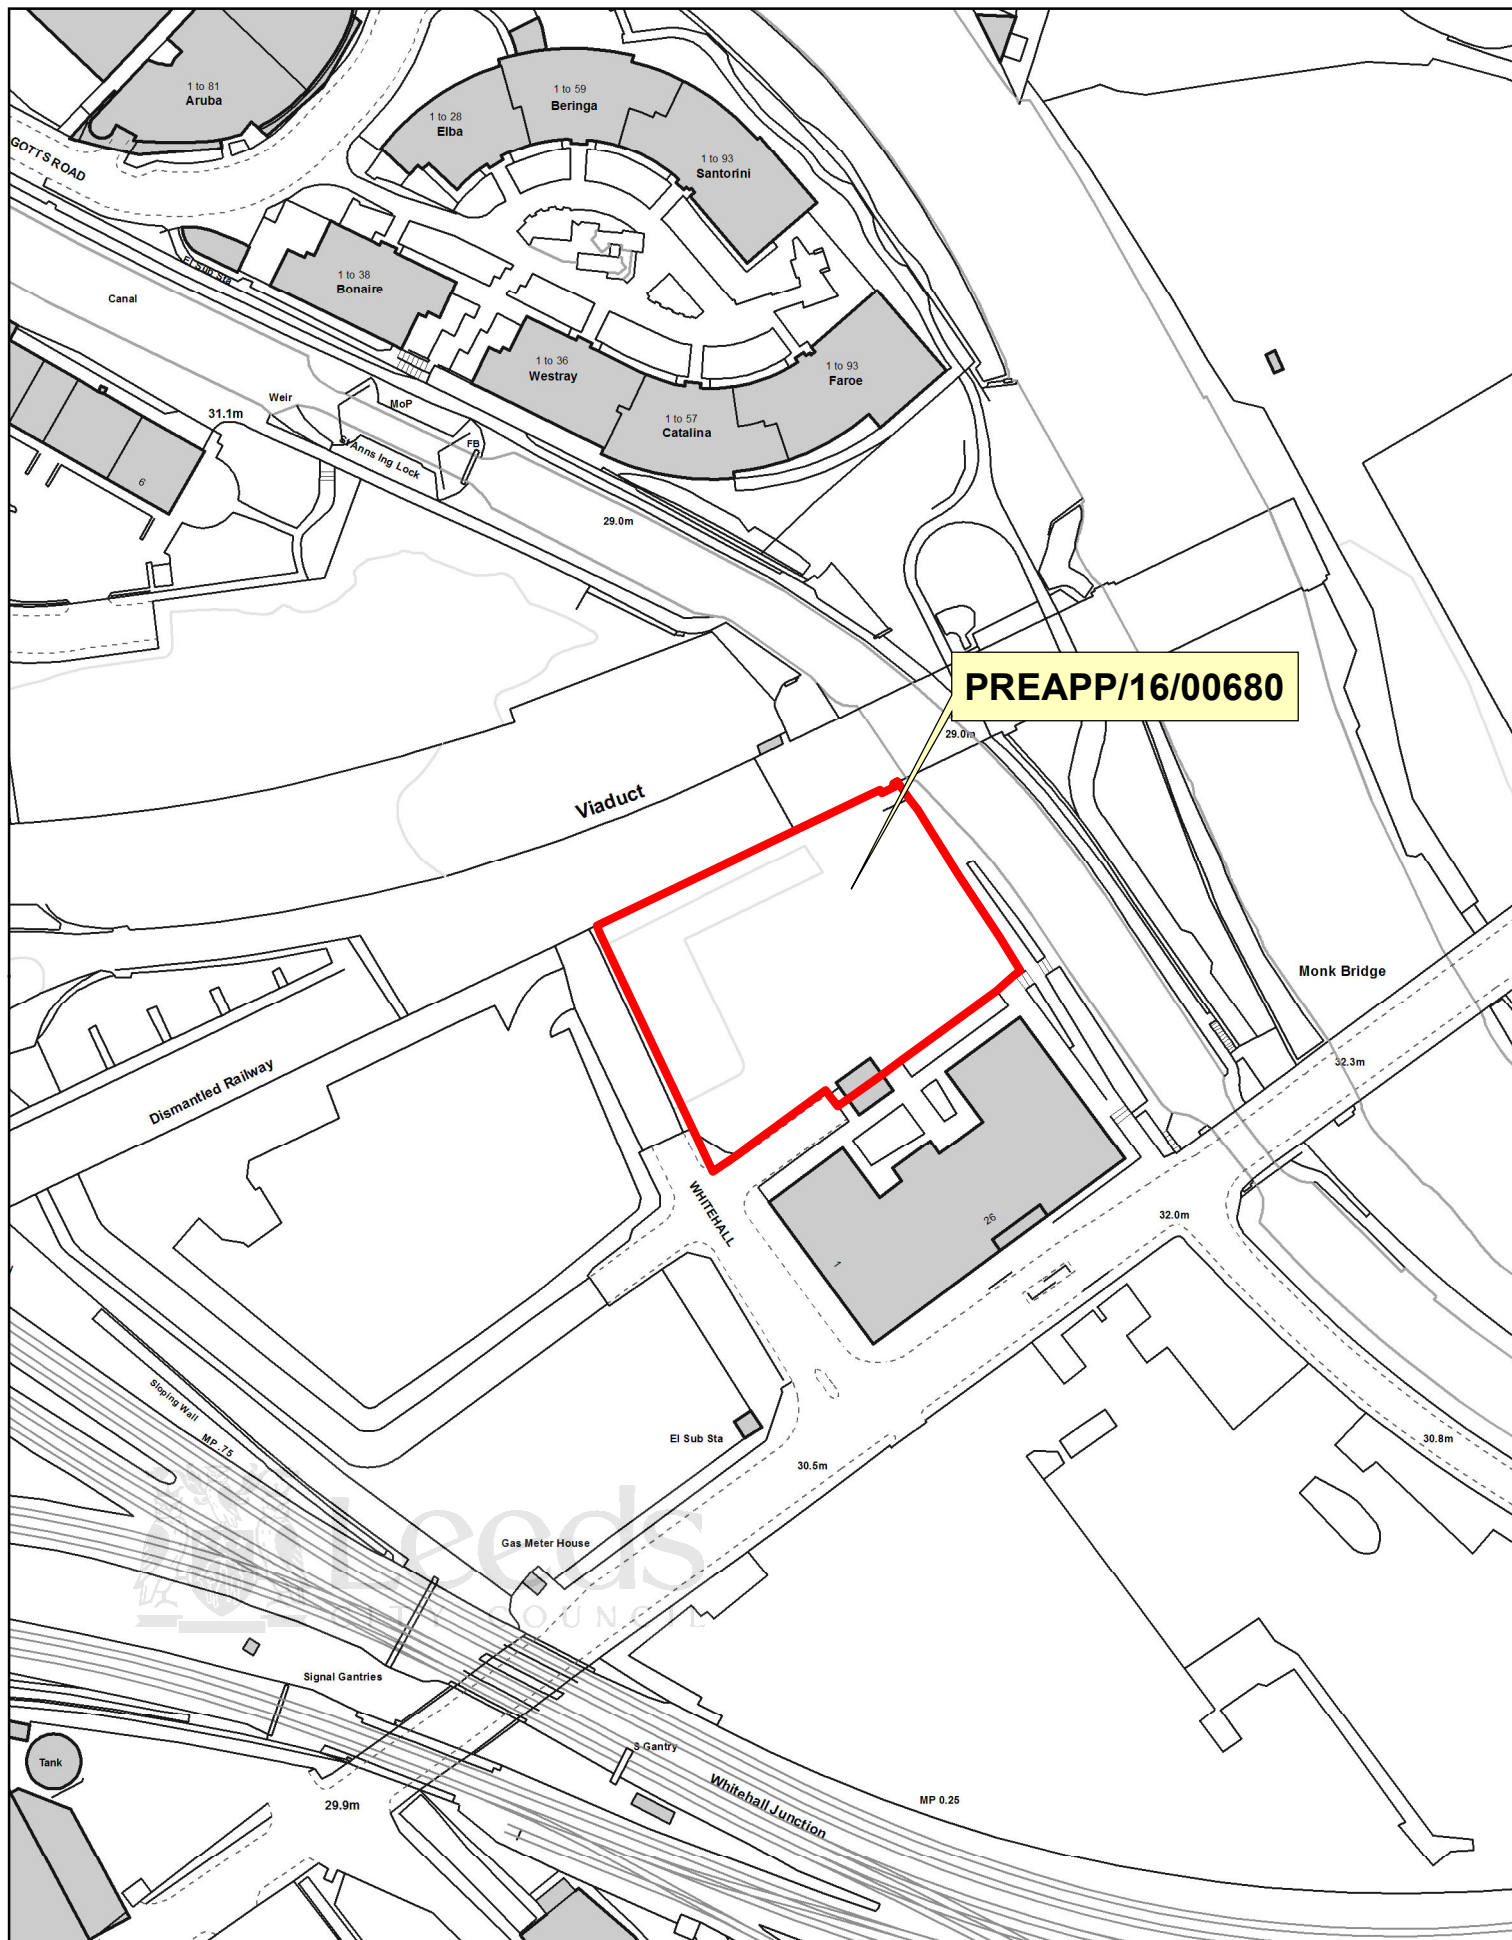 1 to 81
Aruba
1 to 59
Beringa
1 to 28
Elba
1 to 93
Santorini
GOTTS ROAD
El Sub Sta
1 to 38
Bonaire
Canal
1 to 36
Westray
1 to 93
Faroe
1 to 57
Catalina
Weir
MoP
31.1m
FB
St Anns Ing Lock
6
29.0m
PREAPP/16/00680
29.0m
Viaduct
Monk Bridge
32.3m
Dismantled Railway
WHITEHALL
26
32.0m
1
Sloping Wall
MP .75
El Sub Sta
30.5m
30.8m
Leeds
CITY COUNCIL
Gas Meter House
Signal Gantries
S Gantry
Tank
Whitehall Junction
MP 0.25
29.9m